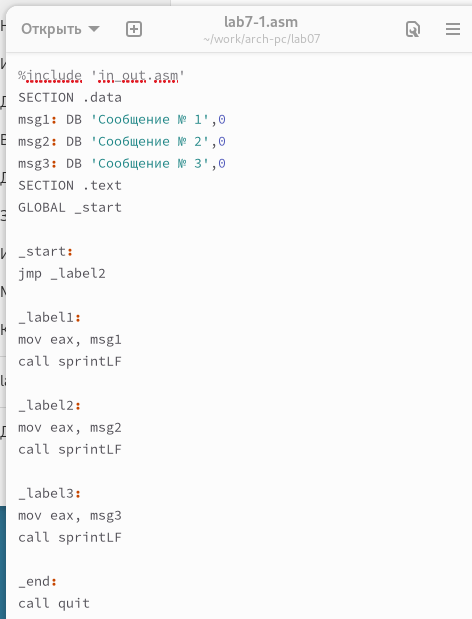 Открыть
lab7-1.asm
~/work/arch-pc/lab07
%include 'in_out.asm'
SECTION .data
msg1: DB 'Сообщение № 1',0
msg2: DB 'Сообщение № 2',0
msg3: DB 'Сообщение № 3',0
SECTION .text
GLOBAL _start
_start:
jmp _label2
_label1:
mov eax, msg1
call sprintLF
_label2:
mov eax, msg2
call sprintLF
_label3:
mov eax, msg3
call sprintLF
_end:
call quit